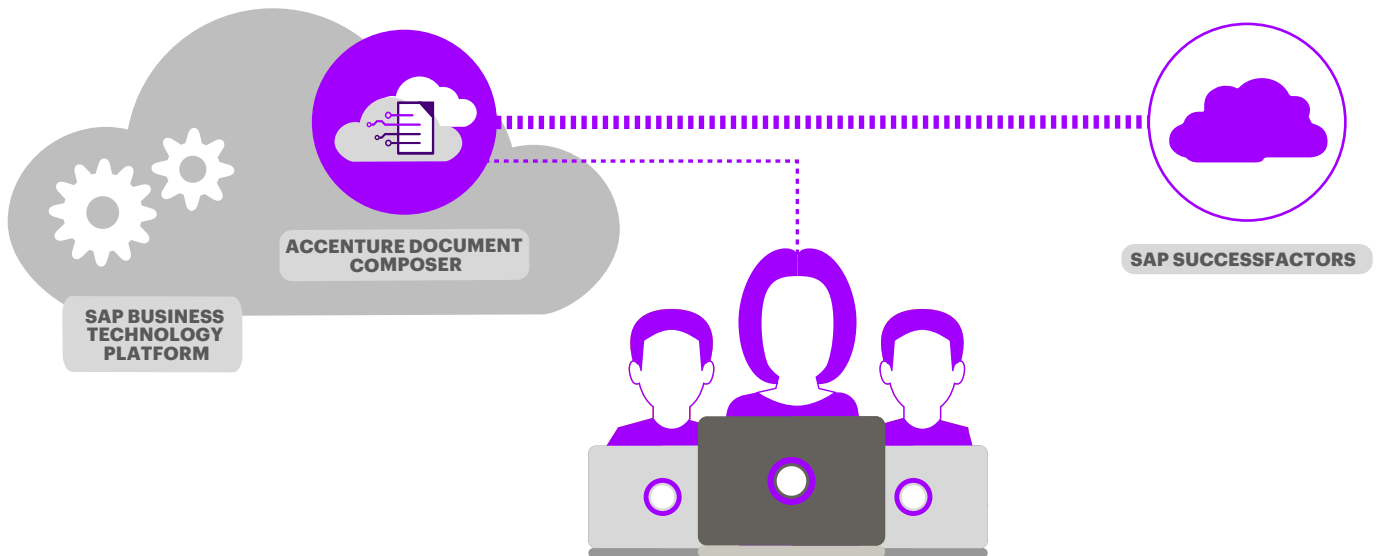 ACCENTURE DOCUMENT
COMPOSER
SAP SUCCESSFACTORS
SAP BUSINESS
TECHNOLOGY
PLATFORM